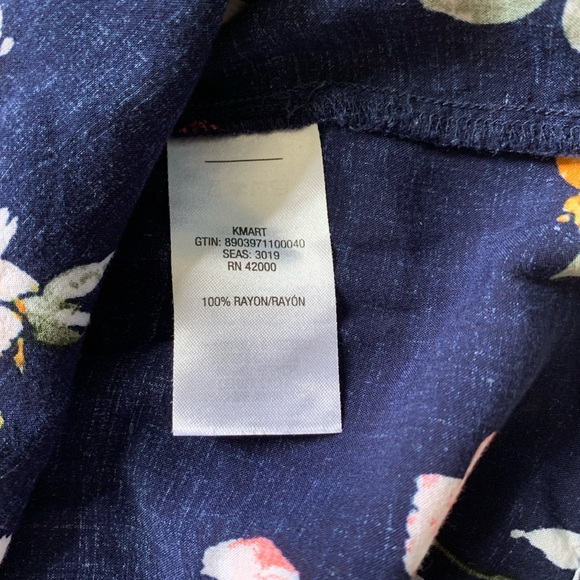 KMART
GTIN: 8903971100040
SEAS: 3019
RN 42000
100% RAYON/RAYÓN